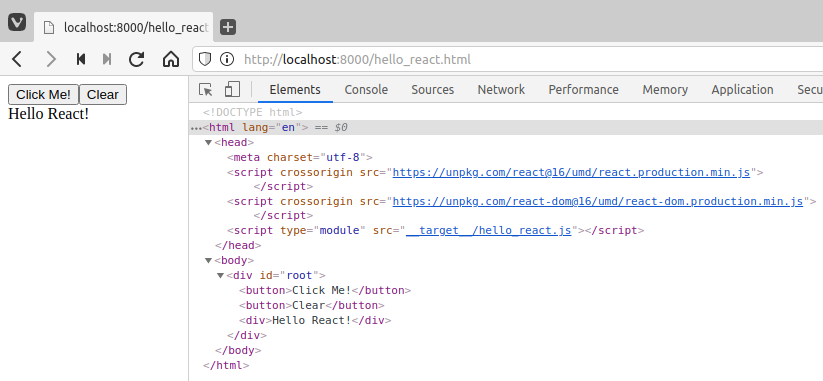 localhost:8000/hello_react
http://localhost:8000/hello_react.html
Click Me! Clear
Hello React!
Elements Console Sources Network Performance Memory Application Secu
<!DOCTYPE html>
<html lang="en"> == $0
<head>
<meta charset="utf-8">
<script crossorigin src="https://unpkg.com/react@16/umd/react.production.min.js">
</script>
<script crossorigin src="https://unpkg.com/react-dom@16/umd/react-dom.production.min.js">
</script>
<script type="module" src="__target__/hello_react.js"></script>
</head>
<body>
<div id="root">
<button>Click Me!</button>
<button>Clear</button>
<div>Hello React!</div>
</div>
</body>
</html>